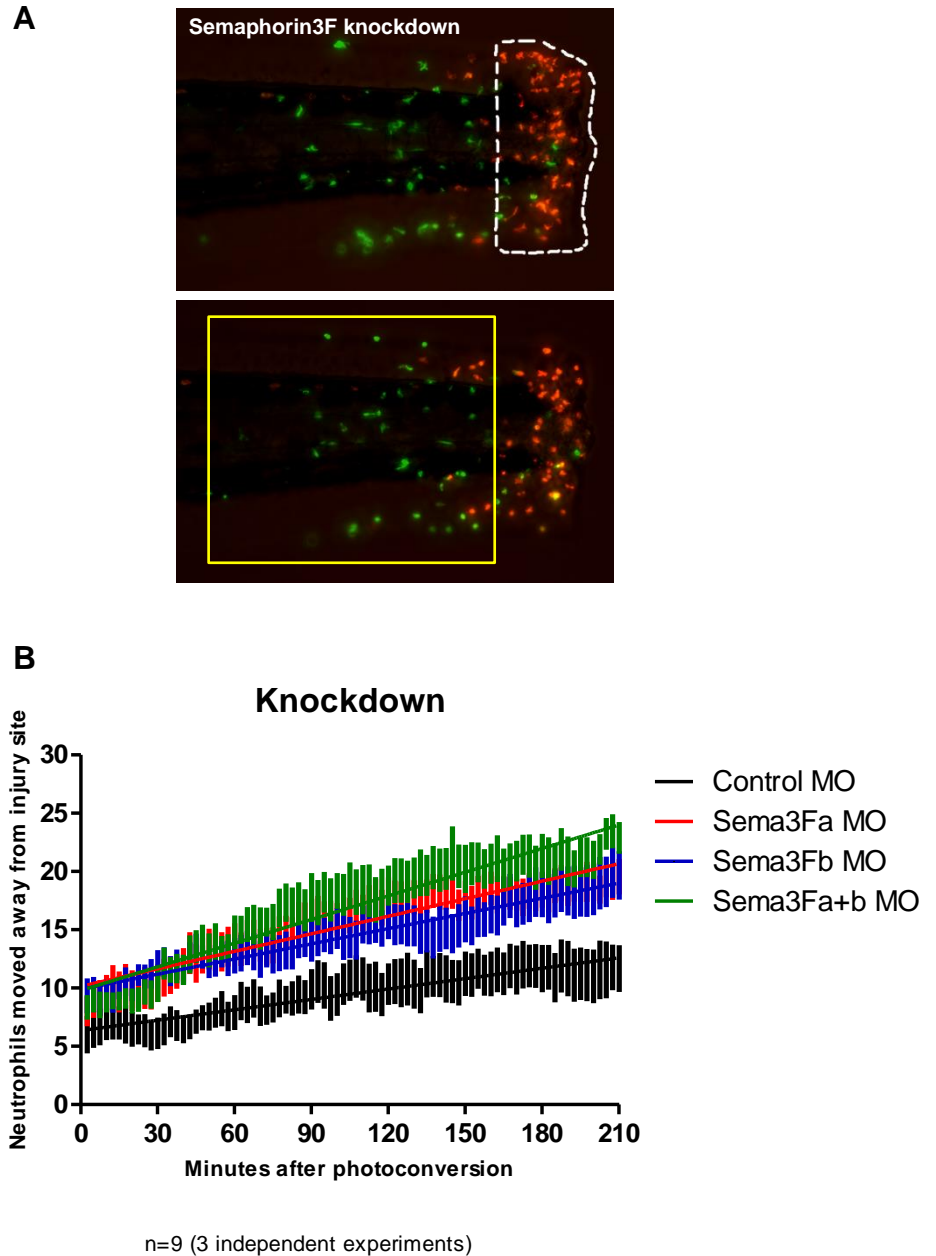 A
Semaphorin3F knockdown
B
Knockdown
Neutrophils moved away from injury site
30
25
20
15
10
5
0
0 30 60 90 120 150 180 210
Minutes after photoconversion
Control MO
Sema3Fa MO
Sema3Fb MO
Sema3Fa+b MO
n=9 (3 independent experiments)